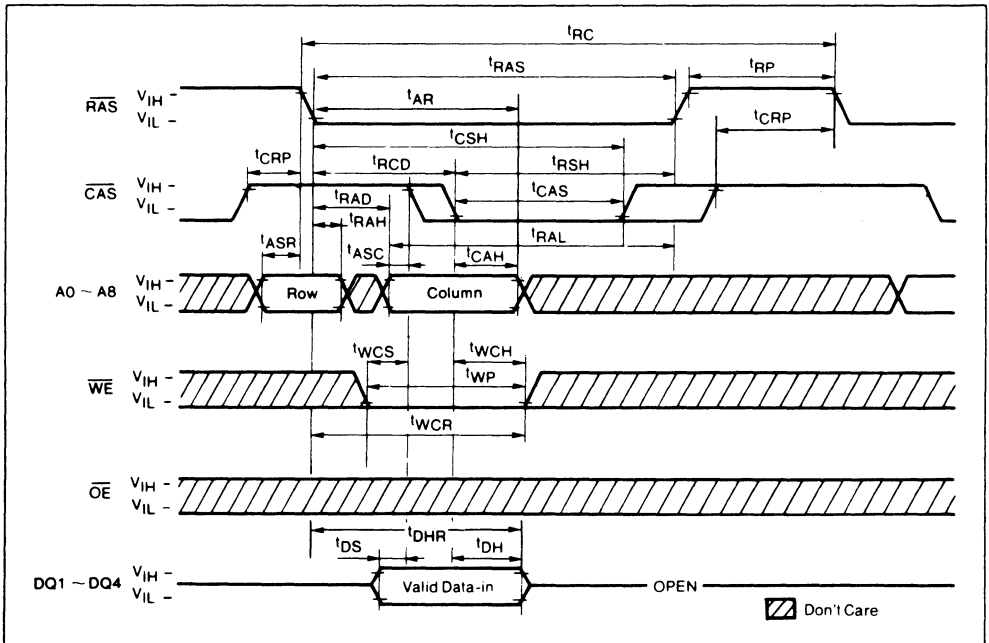 tRC
tRAS
tRP
tAR
RAS
VIH
VIL
tCRP
tCSH
tCRP
tRCD
tRSH
CAS
VIH
VIL
tCAS
tRAD
tRAH
tRAL
tASR
tASC
tCAH
A0 ~ A8
VIH
VIL
Row
Column
tWCS
tWCH
tWP
WE
VIH
VIL
tWCR
OE
VIH
VIL
tDHR
tDS
tDH
DQ1 ~ DQ4
VIH
VIL
Valid Data-in
OPEN
Don't Care